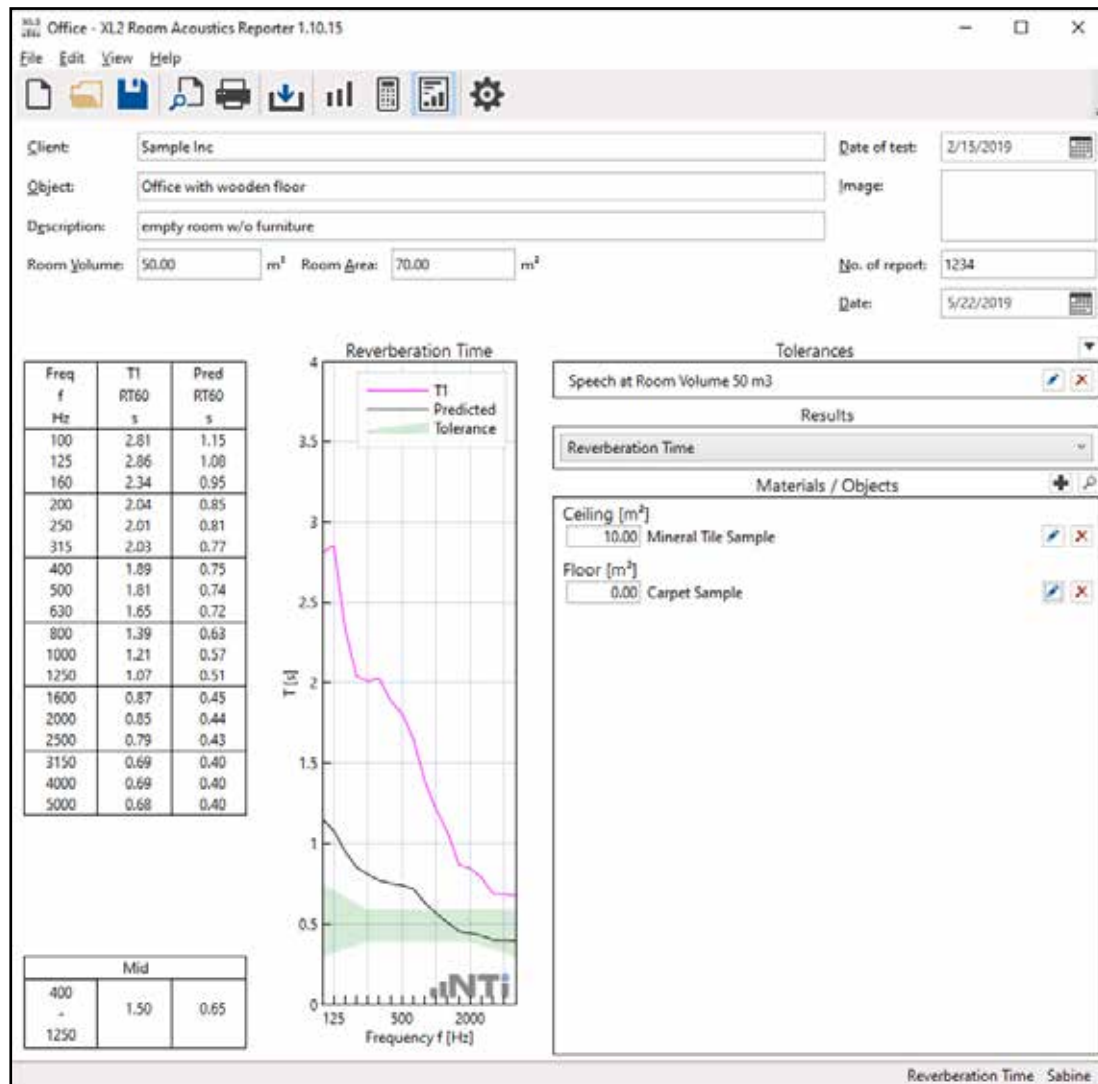 Office - XL2 Room Acoustics Reporter 1.10.15
File Edit View Help
Client: Sample Inc Date of test: 2/15/2019
Object: Office with wooden floor Image:
Description: empty room w/o furniture
Room Volume: 50.00 m³ Room Area: 70.00 m² No. of report: 1234
Date: 5/22/2019
Freq T1 Pred
f RT60 RT60
Hz s s
100 2.81 1.15
125 2.86 1.08
160 2.34 0.95
200 2.04 0.85
250 2.01 0.81
315 2.03 0.77
400 1.89 0.75
500 1.81 0.74
630 1.65 0.72
800 1.39 0.63
1000 1.21 0.57
1250 1.07 0.51
1600 0.87 0.45
2000 0.85 0.44
2500 0.79 0.43
3150 0.69 0.40
4000 0.69 0.40
5000 0.68 0.40
Mid
400
- 1.50 0.65
1250
Reverberation Time
T1
Predicted
Tolerance
4
3.5
3
2.5
2
1.5
1
0.5
0
T [s]
125 500 2000
Frequency f [Hz]
NTi
Tolerances
Speech at Room Volume 50 m3
Results
Reverberation Time
Materials / Objects
Ceiling [m²]
10.00 Mineral Tile Sample
Floor [m²]
0.00 Carpet Sample
Reverberation Time Sabine